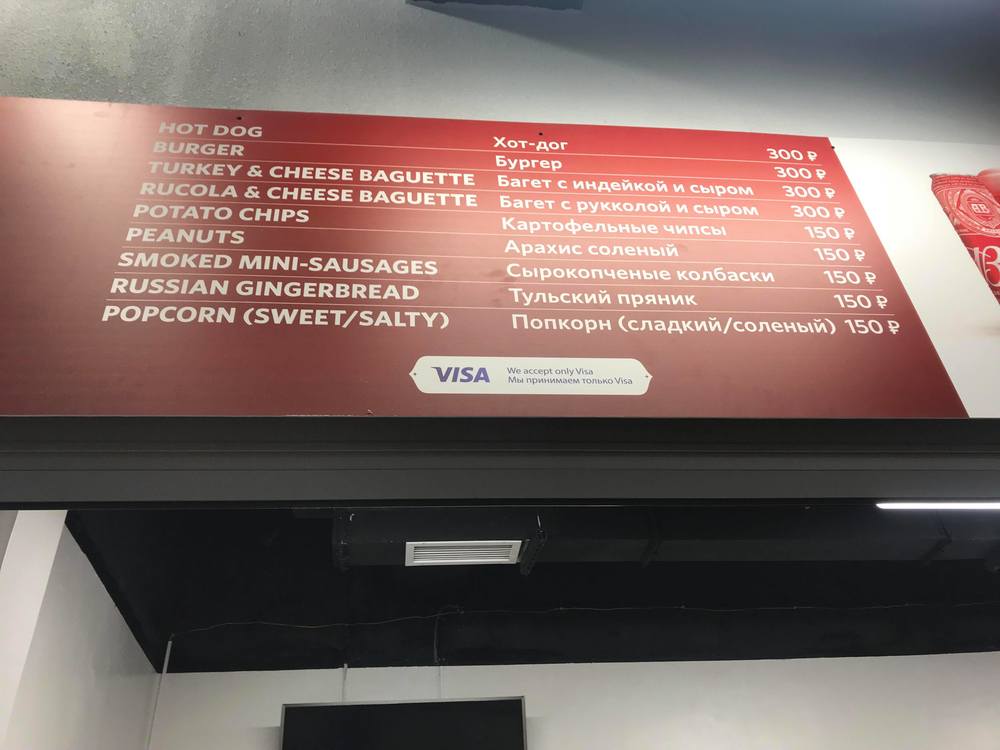 HOT DOG Хот-дог 300 ₽
BURGER Бургер 300 ₽
TURKEY & CHEESE BAGUETTE Багет с индейкой и сыром 300 ₽
RUCOLA & CHEESE BAGUETTE Багет с рукколой и сыром 300 ₽
POTATO CHIPS Картофельные чипсы 150 ₽
PEANUTS Арахис соленый 150 ₽
SMOKED MINI-SAUSAGES Сырокопченые колбаски 150 ₽
RUSSIAN GINGERBREAD Тульский пряник 150 ₽
POPCORN (SWEET/SALTY) Попкорн (сладкий/соленый) 150 ₽
VISA
We accept only Visa
Мы принимаем только Visa